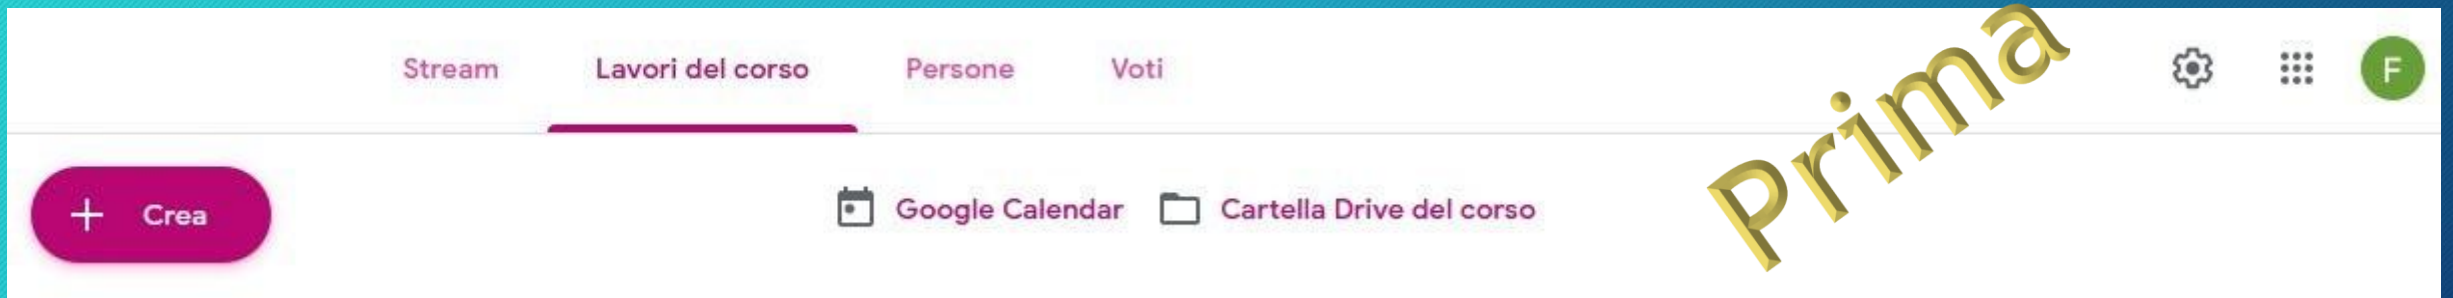 Stream Lavori del corso Persone Voti F
Prima
+ Crea Google Calendar Cartella Drive del corso